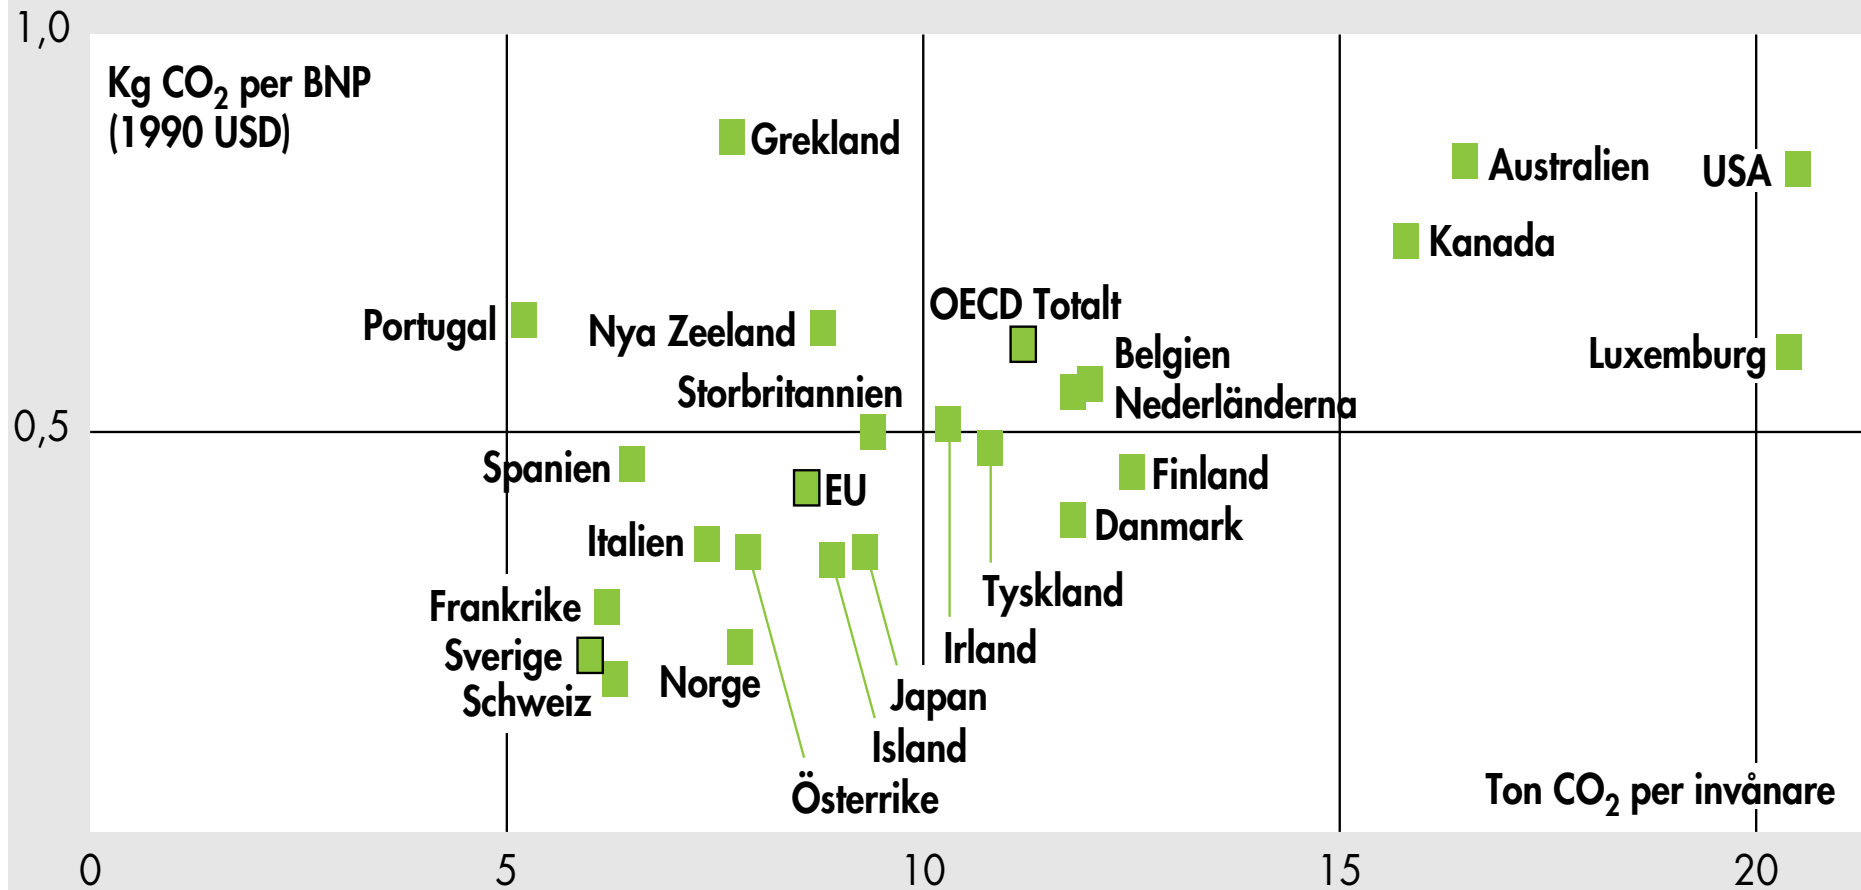 1,0
Kg CO₂ per BNP
(1990 USD)
Grekland
Australien
USA
Kanada
OECD Totalt
Portugal
Nya Zeeland
Belgien
Luxemburg
Storbritannien
Nederländerna
0,5
Spanien
EU
Finland
Danmark
Italien
Tyskland
Frankrike
Irland
Sverige
Norge
Schweiz
Japan
Island
Österrike
Ton CO₂ per invånare
0 5 10 15 20